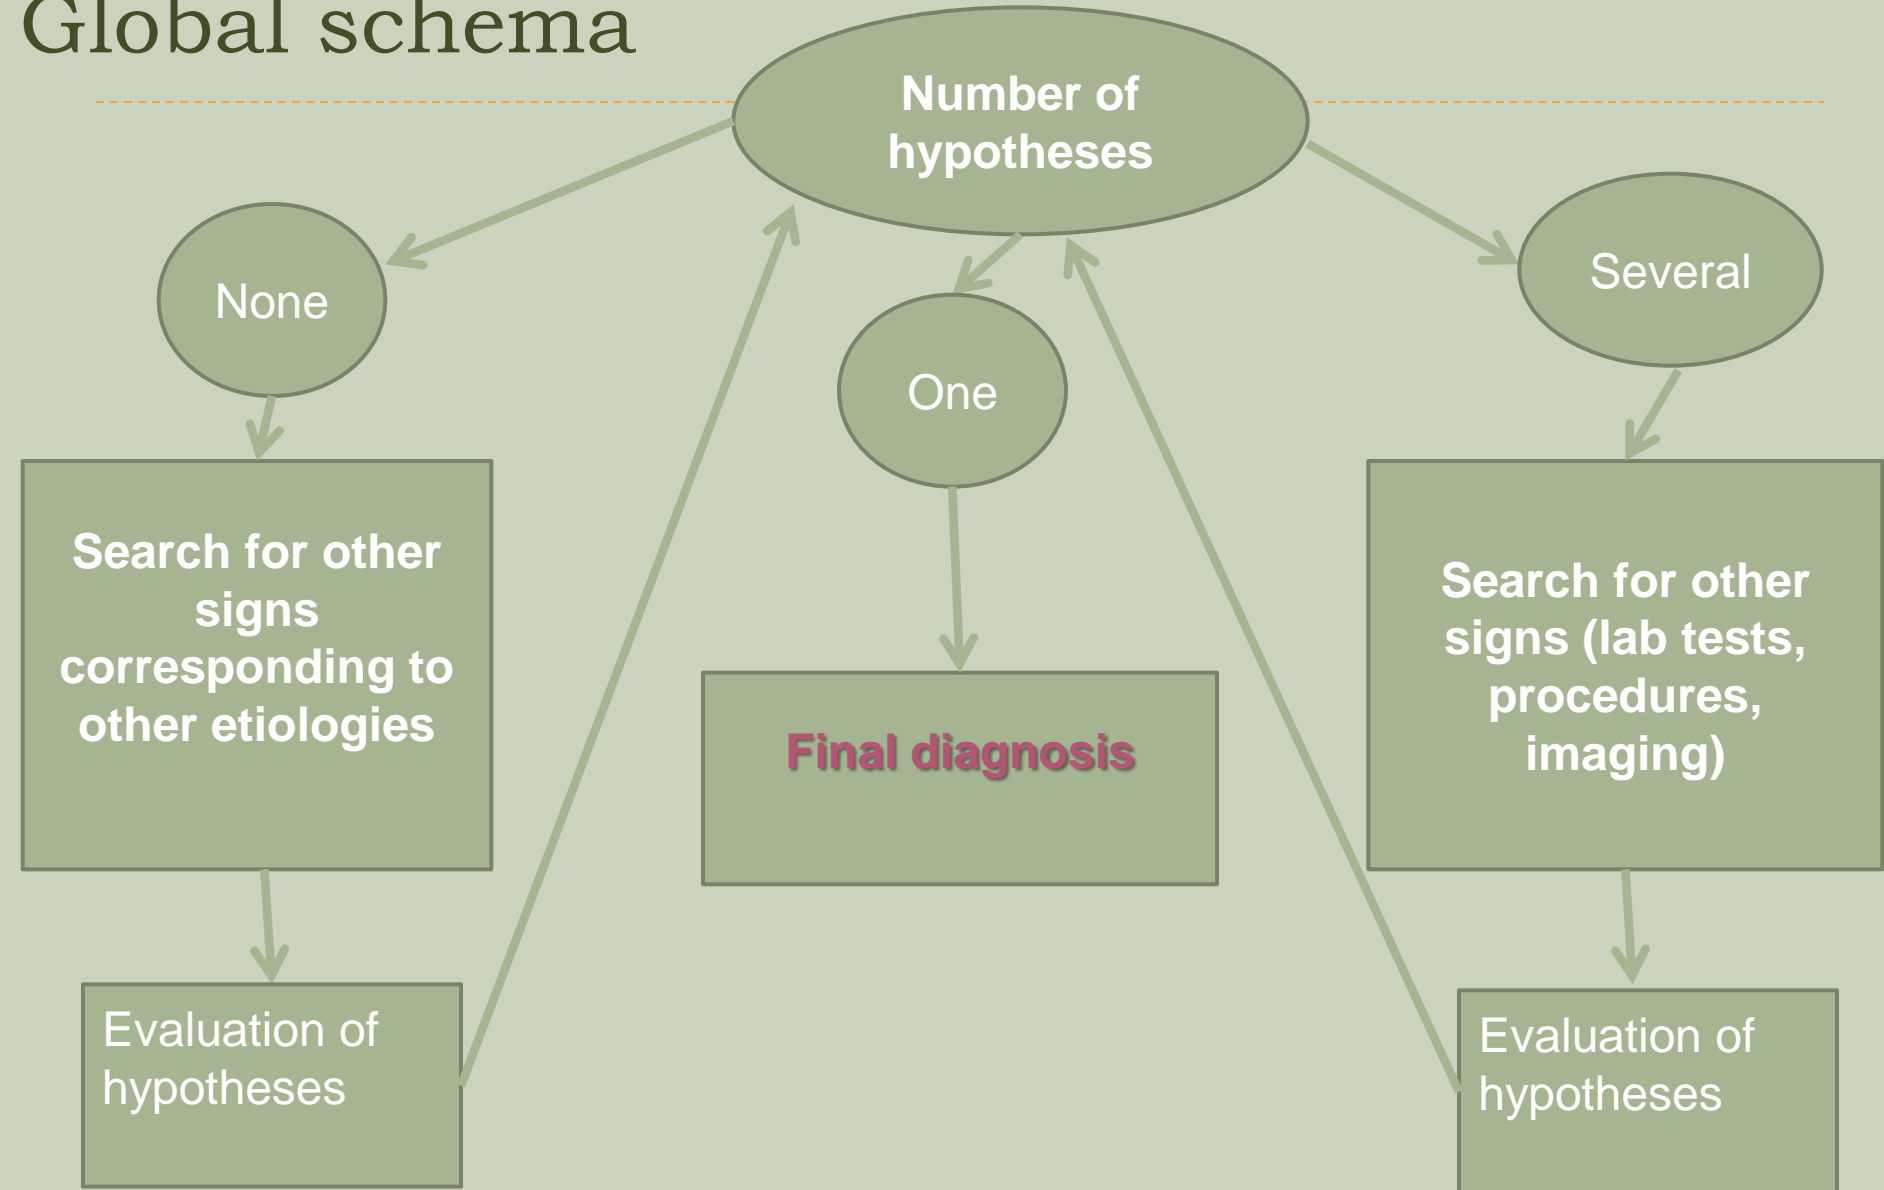 Global schema
Number of
hypotheses
None
One
Several
Search for other
signs
corresponding to
other etiologies
Final diagnosis
Search for other
signs (lab tests,
procedures,
imaging)
Evaluation of
hypotheses
Evaluation of
hypotheses